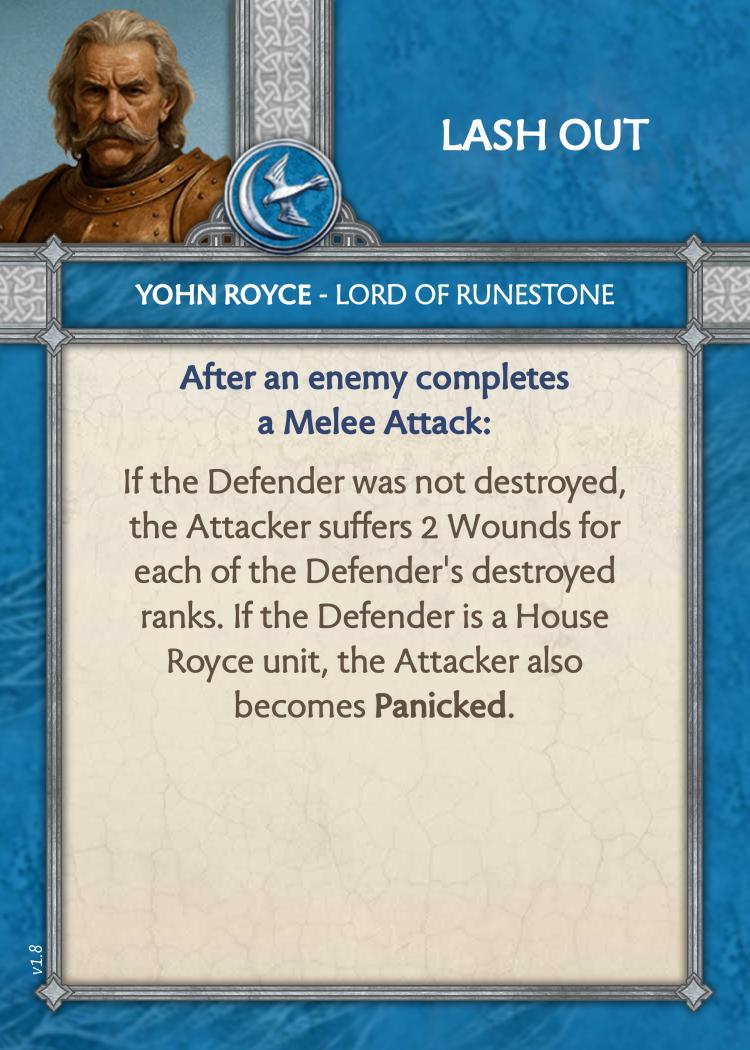 LASH OUT
YOHN ROYCE - LORD OF RUNESTONE
After an enemy completes
a Melee Attack:
If the Defender was not destroyed,
the Attacker suffers 2 Wounds for
each of the Defender's destroyed
ranks. If the Defender is a House
Royce unit, the Attacker also
becomes Panicked.
v1.8